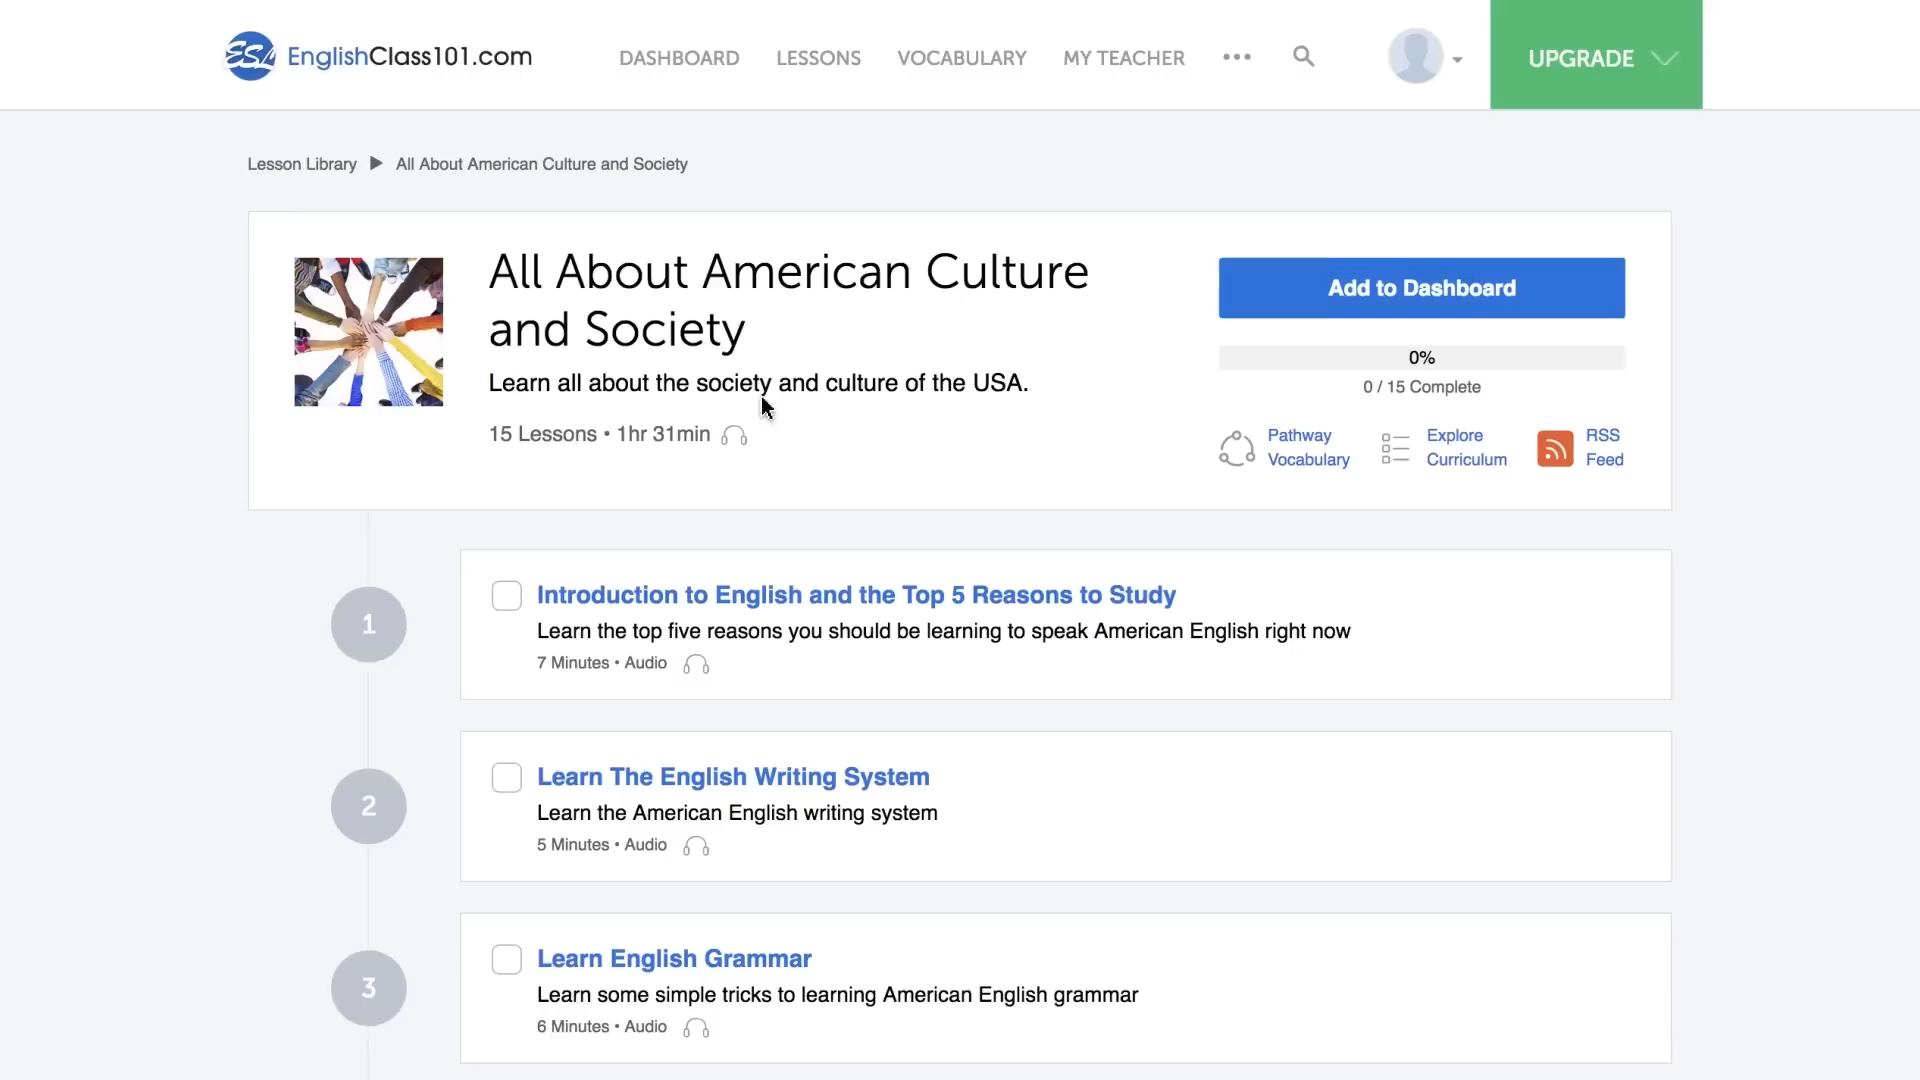 ESL EnglishClass101.com
DASHBOARD LESSONS VOCABULARY MY TEACHER
UPGRADE
Lesson Library ▶ All About American Culture and Society
All About American Culture
and Society
Learn all about the society and culture of the USA.
15 Lessons • 1hr 31min
Add to Dashboard
0%
0 / 15 Complete
Pathway
Vocabulary
Explore
Curriculum
RSS
Feed
1
Introduction to English and the Top 5 Reasons to Study
Learn the top five reasons you should be learning to speak American English right now
7 Minutes • Audio
2
Learn The English Writing System
Learn the American English writing system
5 Minutes • Audio
3
Learn English Grammar
Learn some simple tricks to learning American English grammar
6 Minutes • Audio